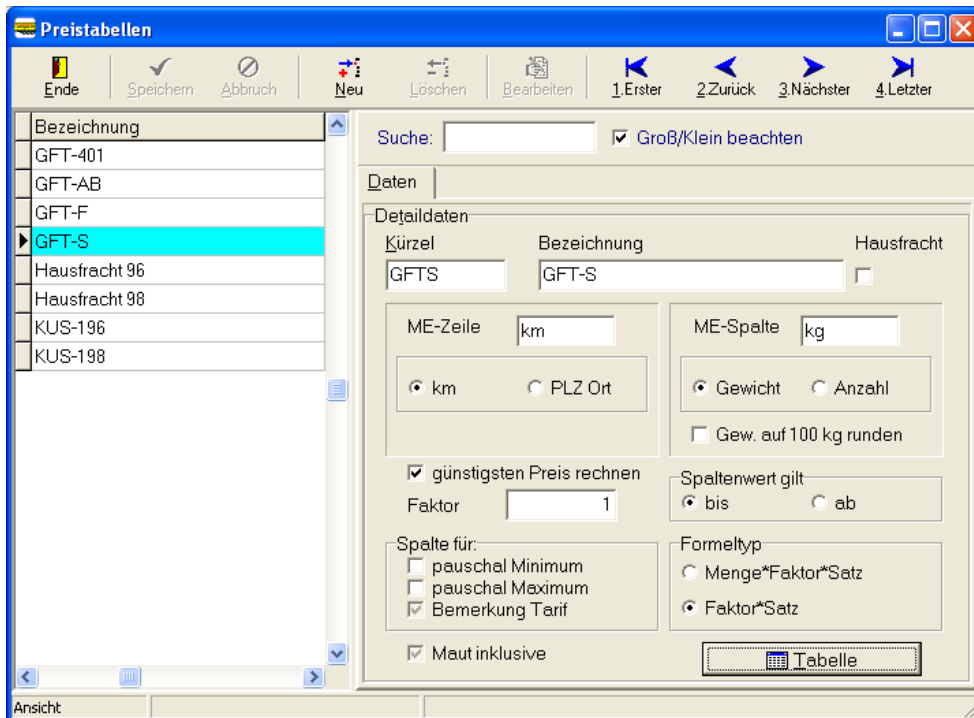 Preistabellen
Ende Speichern Abbruch Neu Löschen Bearbeiten 1.Erster 2.Zurück 3.Nächster 4.Letzter
Bezeichnung
GFT-401
GFT-AB
GFT-F
GFT-S
Hausfracht 96
Hausfracht 98
KUS-196
KUS-198
Suche: Groß/Klein beachten
Daten
Detaildaten
Kürzel Bezeichnung Hausfracht
GFTS GFT-S
ME-Zeile km ME-Spalte kg
km PLZ Ort Gewicht Anzahl
Gew. auf 100 kg runden
günstigsten Preis rechnen Spaltenwert gilt
Faktor 1 bis ab
Spalte für: Formeltyp
pauschal Minimum Menge*Faktor*Satz
pauschal Maximum
Bemerkung Tarif Faktor*Satz
Maut inklusive Tabelle
Ansicht